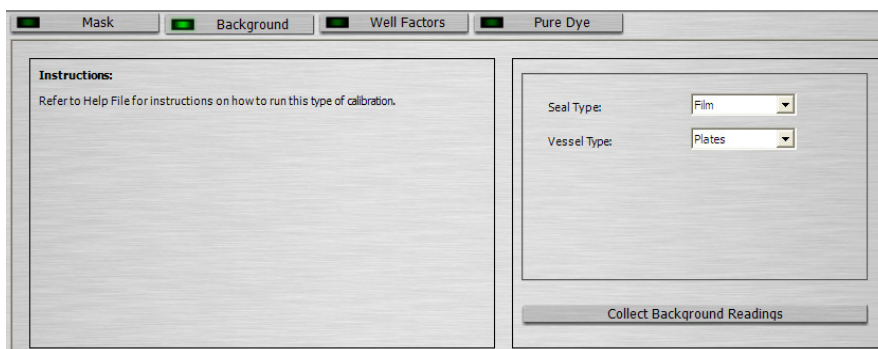 Mask Background Well Factors Pure Dye
Instructions:
Refer to Help File for instructions on how to run this type of calibration.
Seal Type: Film
Vessel Type: Plates
Collect Background Readings